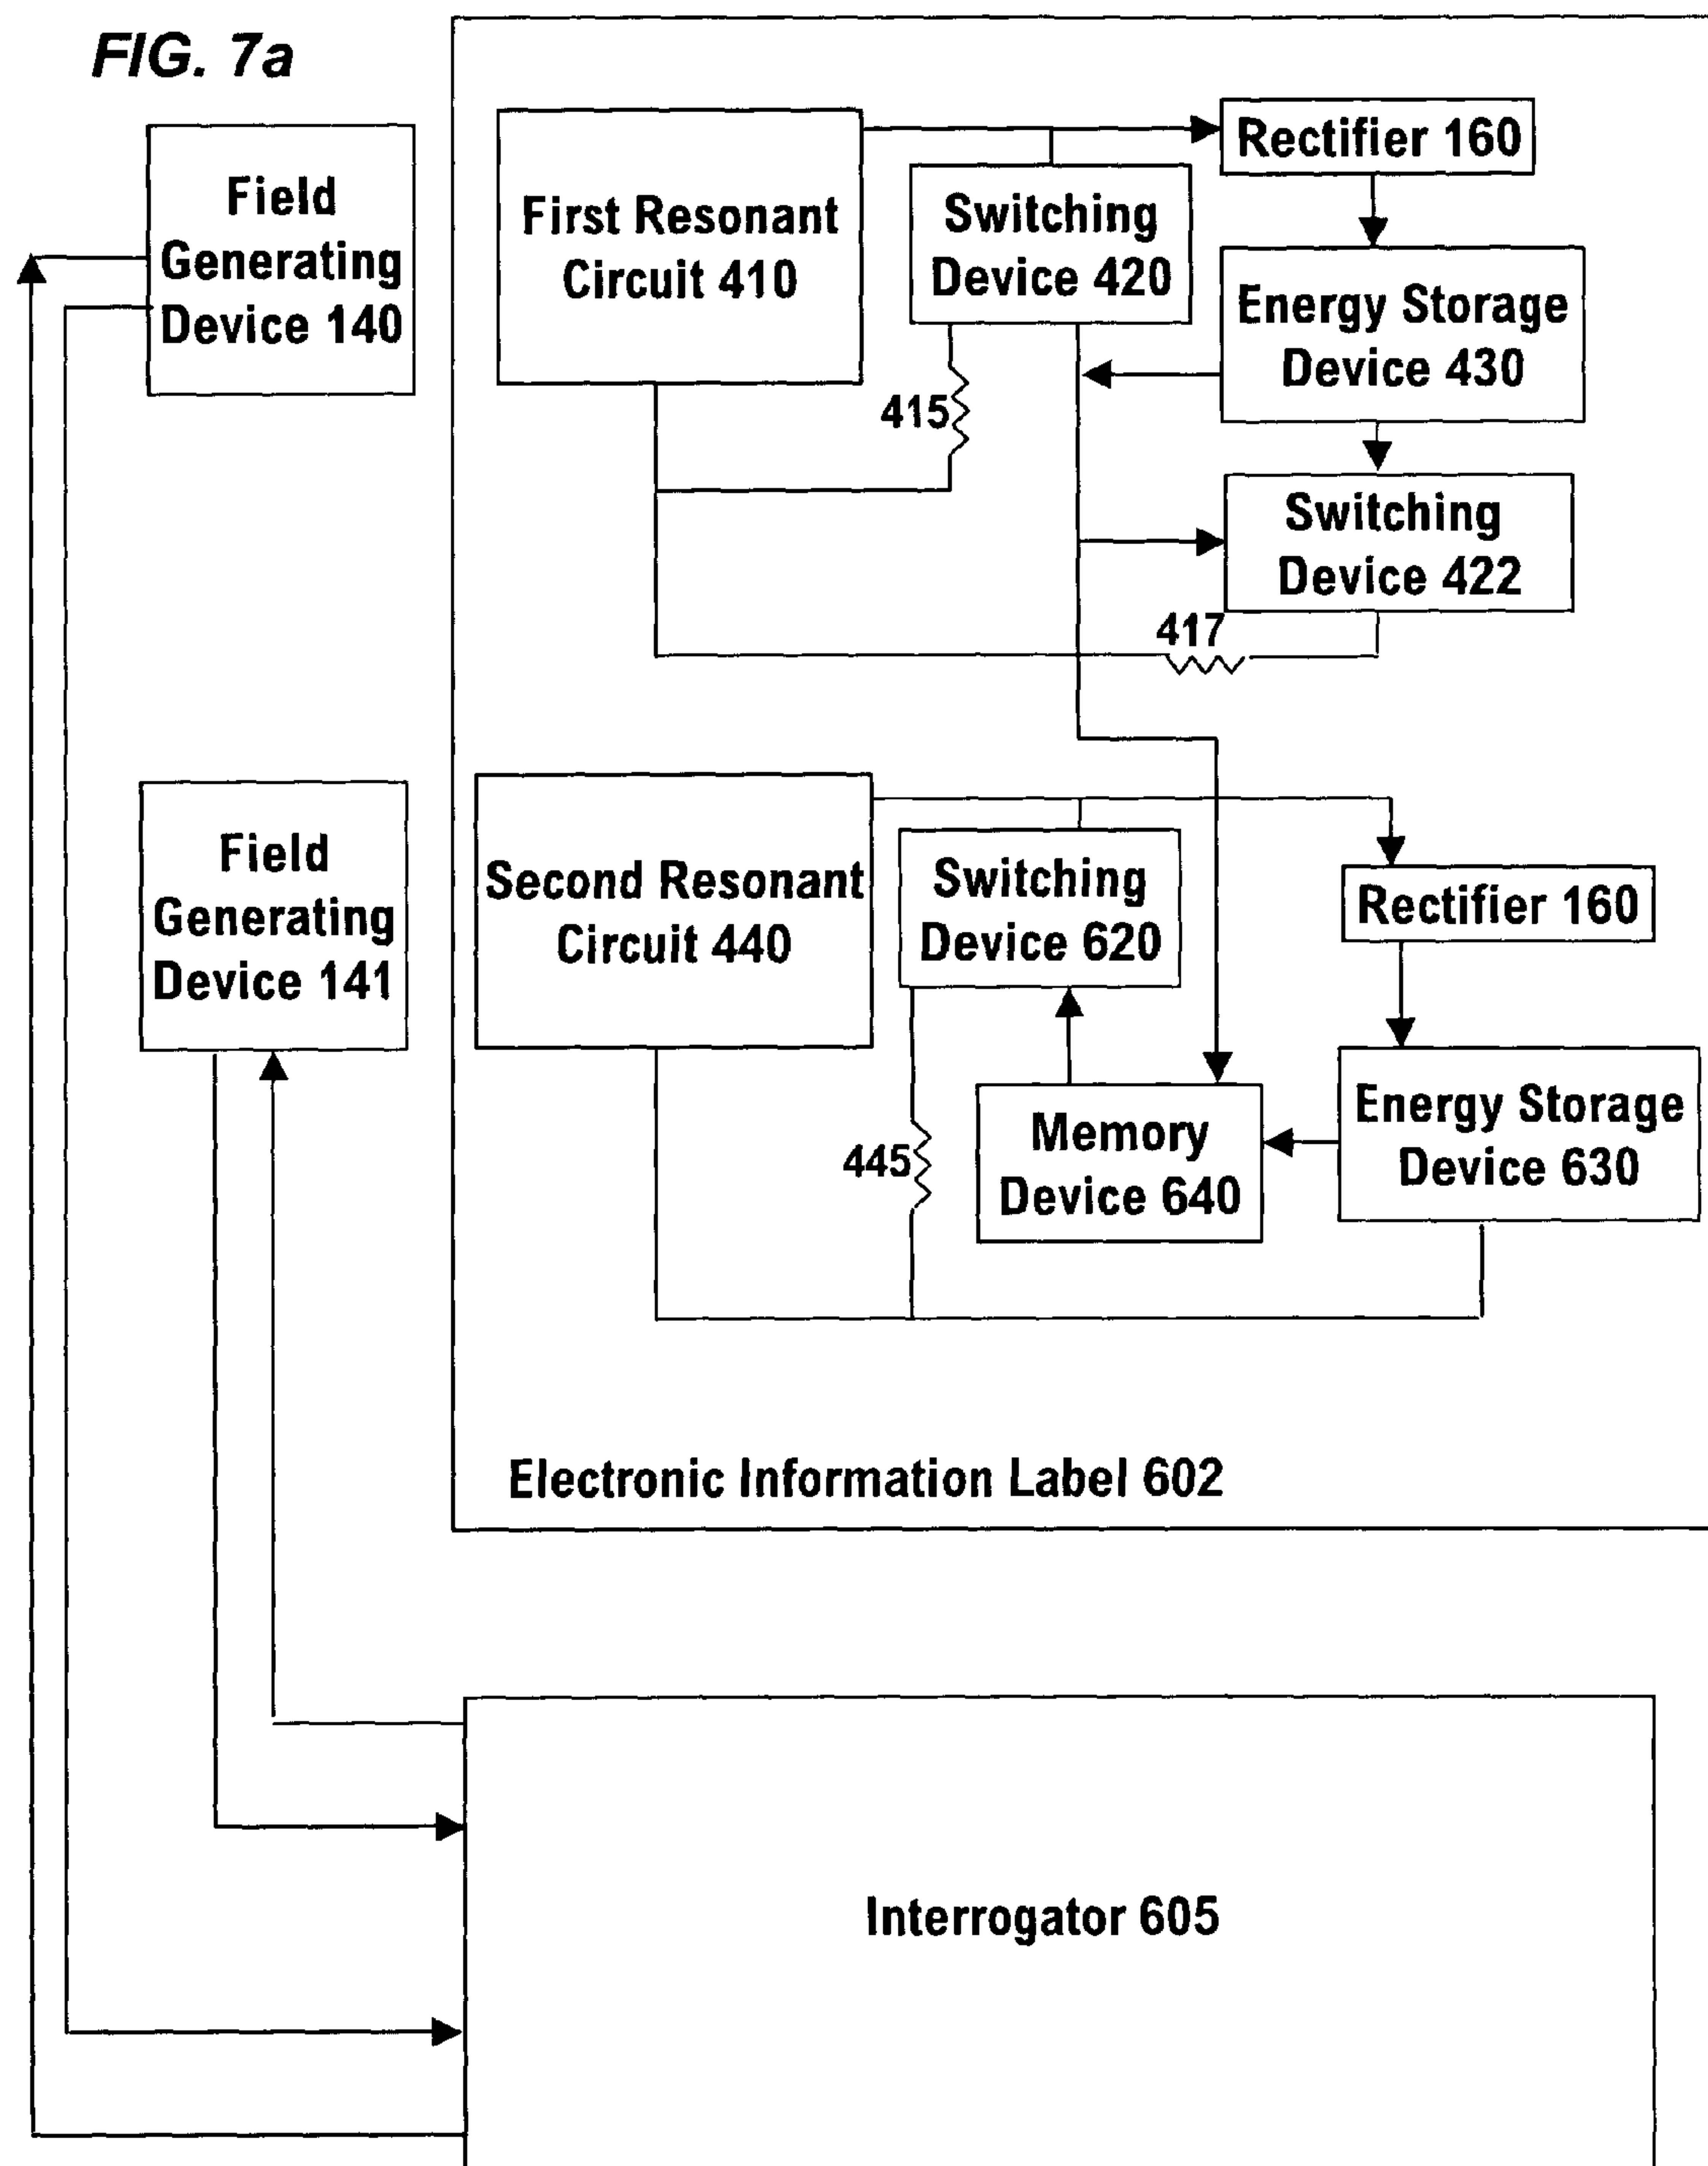 FIG. 7a
Field
Generating
Device 140
First Resonant
Circuit 410
Switching
Device 420
Rectifier 160
Energy Storage
Device 430
415
Switching
Device 422
417
Field
Generating
Device 141
Second Resonant
Circuit 440
Switching
Device 620
Rectifier 160
445
Memory
Device 640
Energy Storage
Device 630
Electronic Information Label 602
Interrogator 605